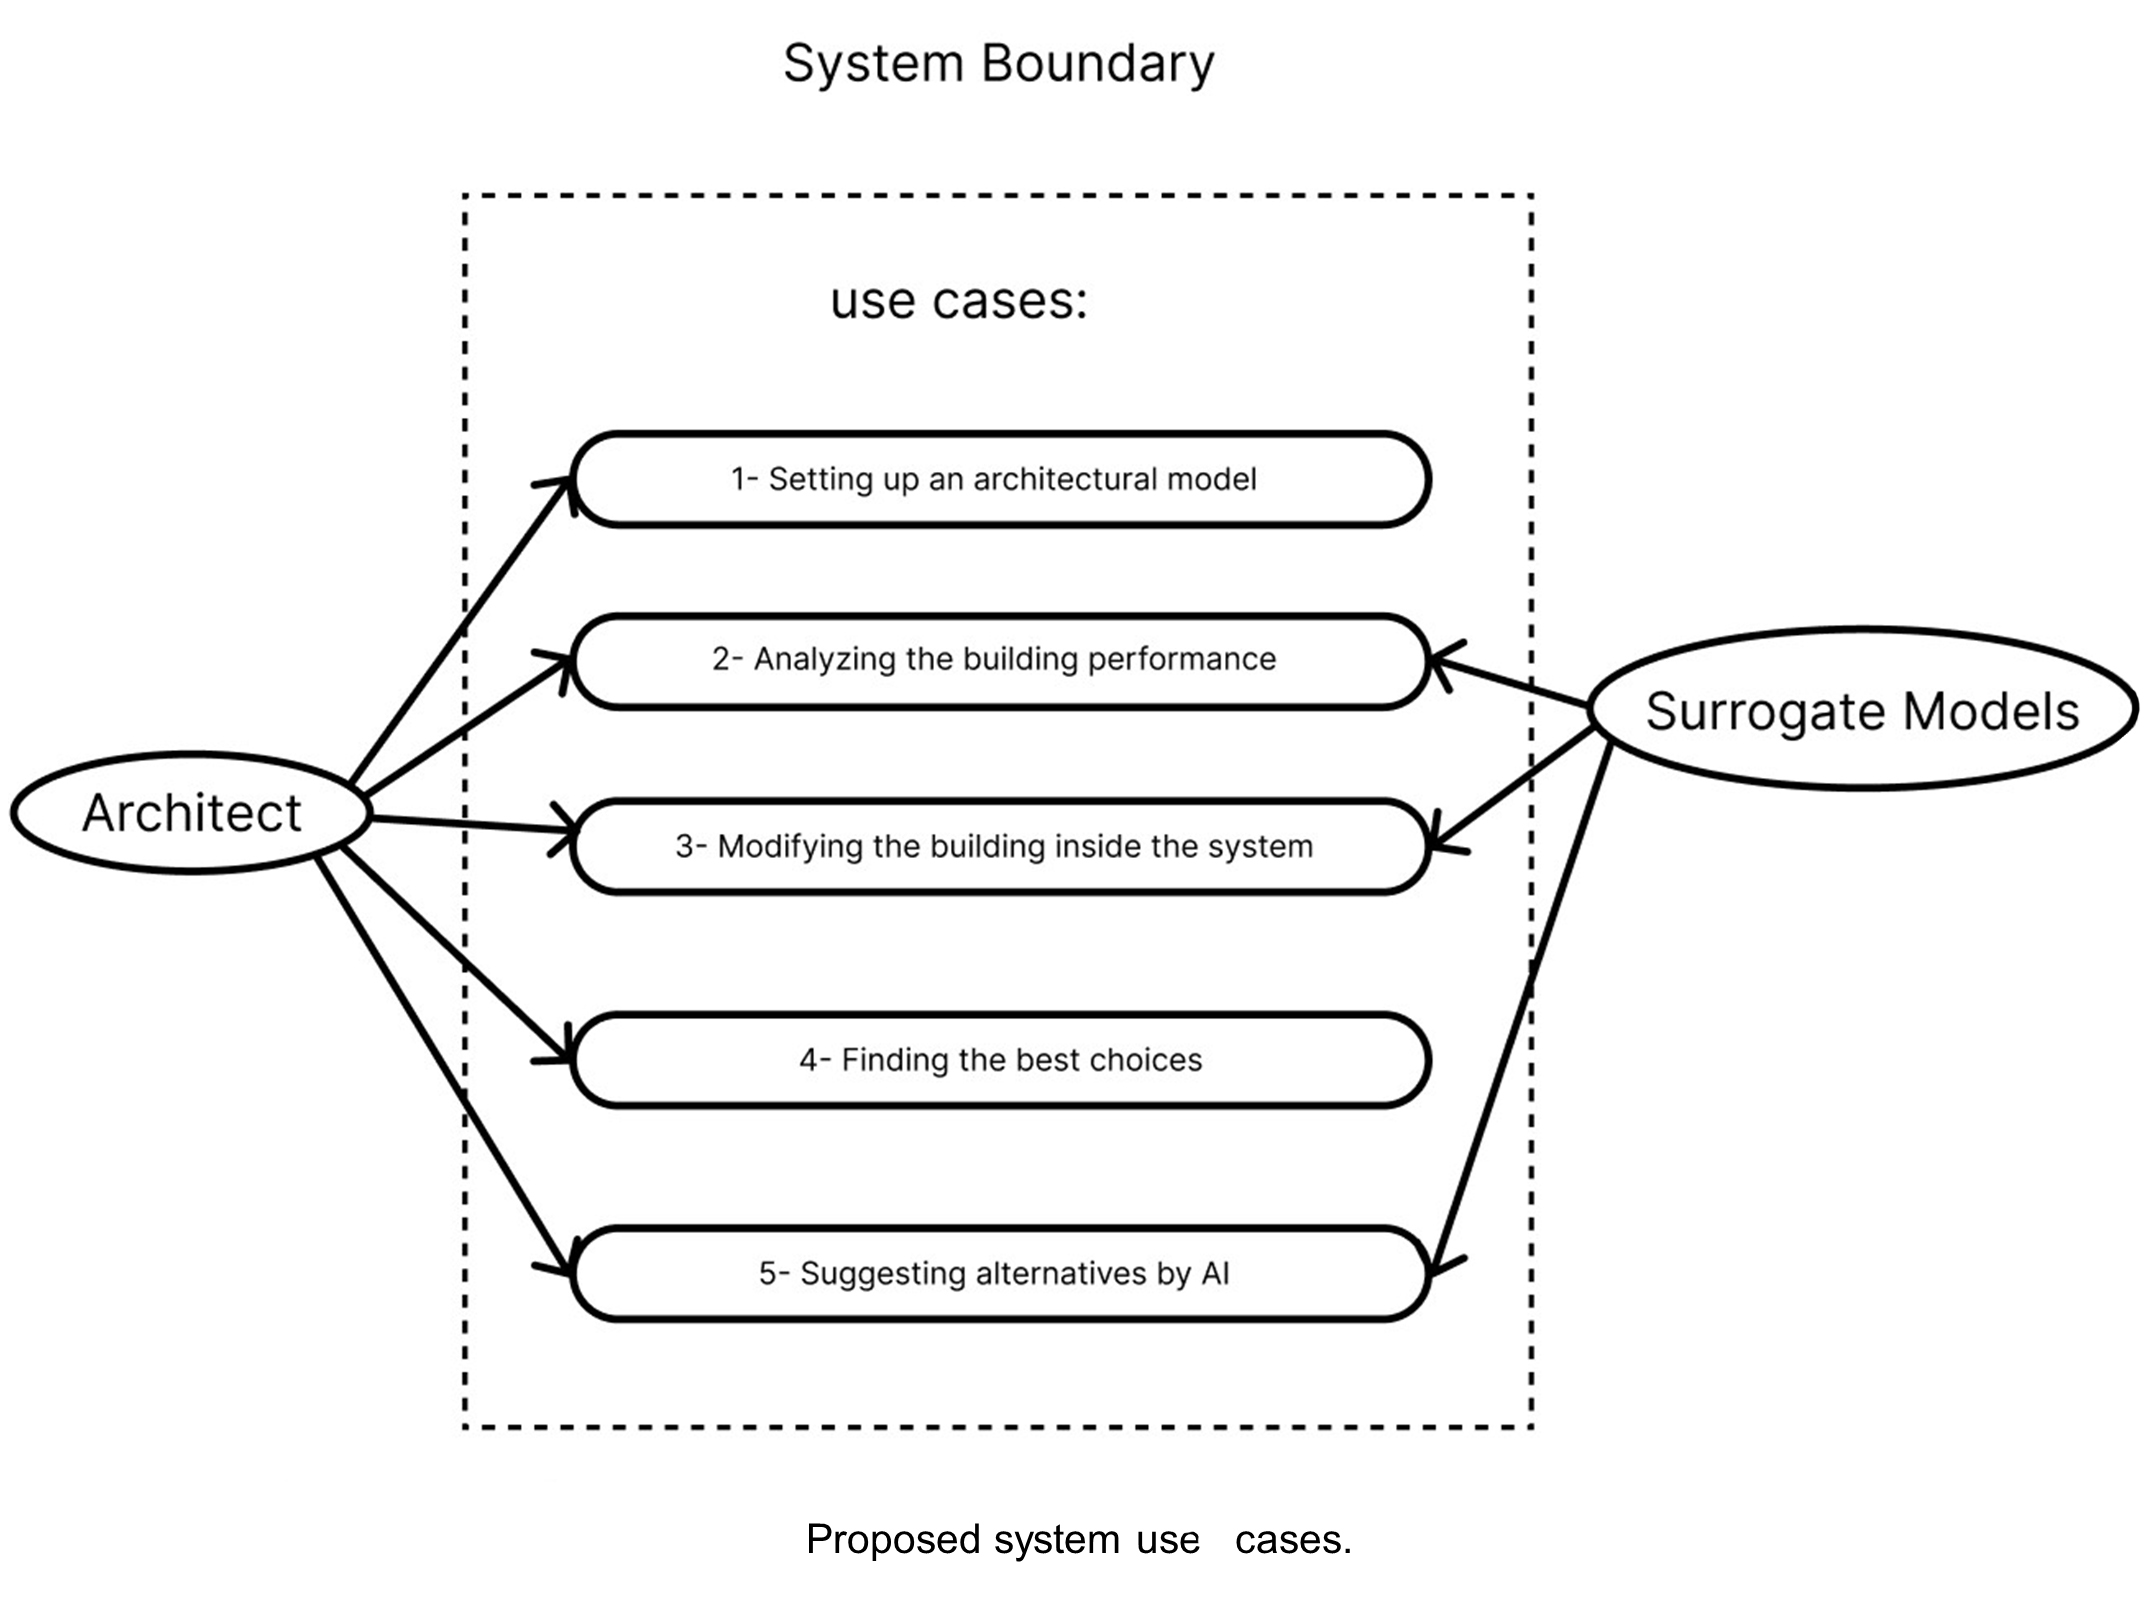 System Boundary
use cases:
1- Setting up an architectural model
2- Analyzing the building performance
Surrogate Models
Architect
3- Modifying the building inside the system
4- Finding the best choices
5- Suggesting alternatives by AI
Proposed system use cases.